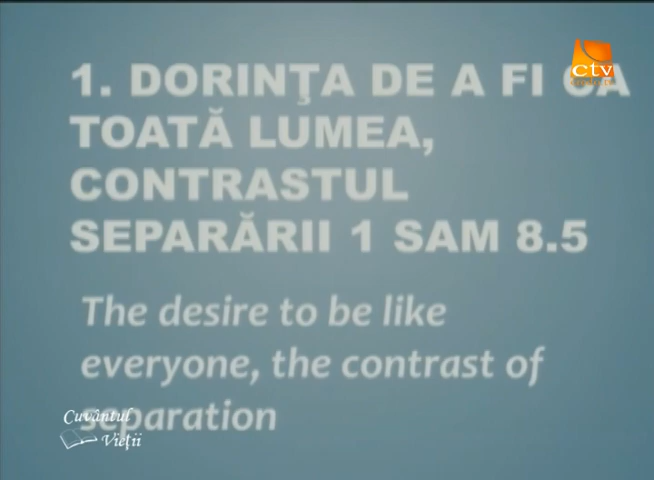 1. DORINŢA DE A FI CA
TOATĂ LUMEA,
CONTRASTUL
SEPARĂRII 1 SAM 8.5
The desire to be like
everyone, the contrast of
separation
ctv
Cuvântul
Vieții